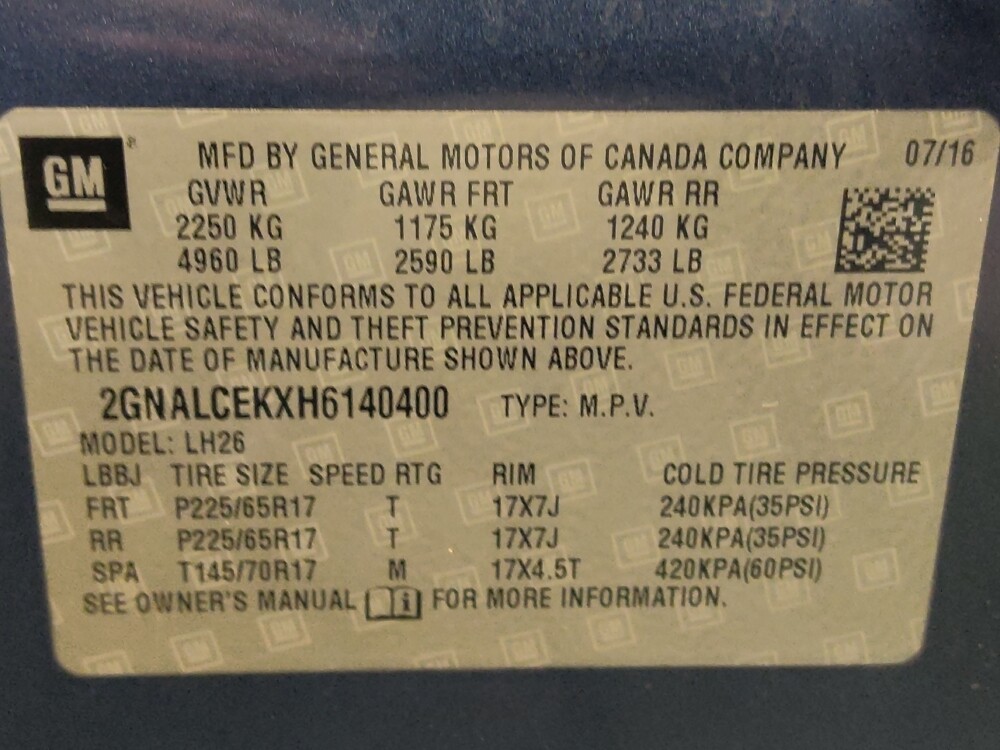 GM
MFD BY GENERAL MOTORS OF CANADA COMPANY 07/16
GVWR GAWR FRT GAWR RR
2250 KG 1175 KG 1240 KG
4960 LB 2590 LB 2733 LB
THIS VEHICLE CONFORMS TO ALL APPLICABLE U.S. FEDERAL MOTOR
VEHICLE SAFETY AND THEFT PREVENTION STANDARDS IN EFFECT ON
THE DATE OF MANUFACTURE SHOWN ABOVE.
2GNALCEKXH6140400 TYPE: M.P.V.
MODEL: LH26
LBBJ TIRE SIZE SPEED RTG RIM COLD TIRE PRESSURE
FRT P225/65R17 T 17X7J 240KPA(35PSI)
RR P225/65R17 T 17X7J 240KPA(35PSI)
SPA T145/70R17 M 17X4.5T 420KPA(60PSI)
SEE OWNER'S MANUAL FOR MORE INFORMATION.